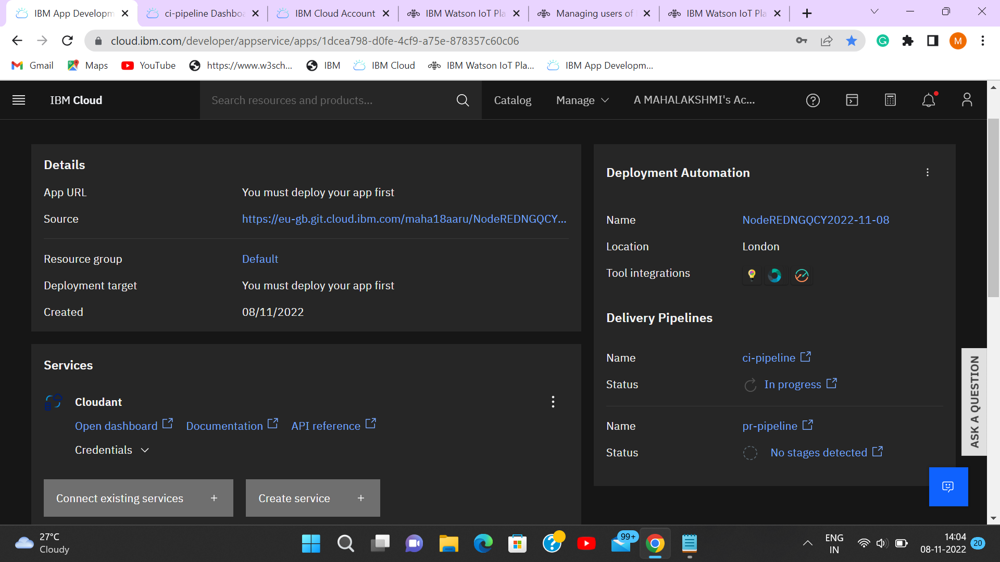 IBM App Developm
ci-pipeline Dashboa
IBM Cloud Account
IBM Watson IoT Pla
Managing users of
IBM Watson IoT Pla
cloud.ibm.com/developer/appservice/apps/1dcea798-d0fe-4cf9-a75e-878357c60c06
M
Gmail
Maps
YouTube
https://www.w3sch...
IBM
IBM Cloud
IBM Watson IoT Pla...
IBM App Developm...
IBM Cloud
Search resources and products...
Catalog
Manage
A MAHALAKSHMI's Ac...
Details
App URL
You must deploy your app first
Source
https://eu-gb.git.cloud.ibm.com/maha18aaru/NodeREDNGQCY...
Resource group
Default
Deployment target
You must deploy your app first
Created
08/11/2022
Services
Cloudant
Open dashboard
Documentation
API reference
Credentials
Connect existing services +
Create service +
Deployment Automation
Name
NodeREDNGQCY2022-11-08
Location
London
Tool integrations
Delivery Pipelines
Name
ci-pipeline
Status
In progress
Name
pr-pipeline
Status
No stages detected
ASK A QUESTION
27°C
Cloudy
99+
ENG
IN
14:04
08-11-2022
20